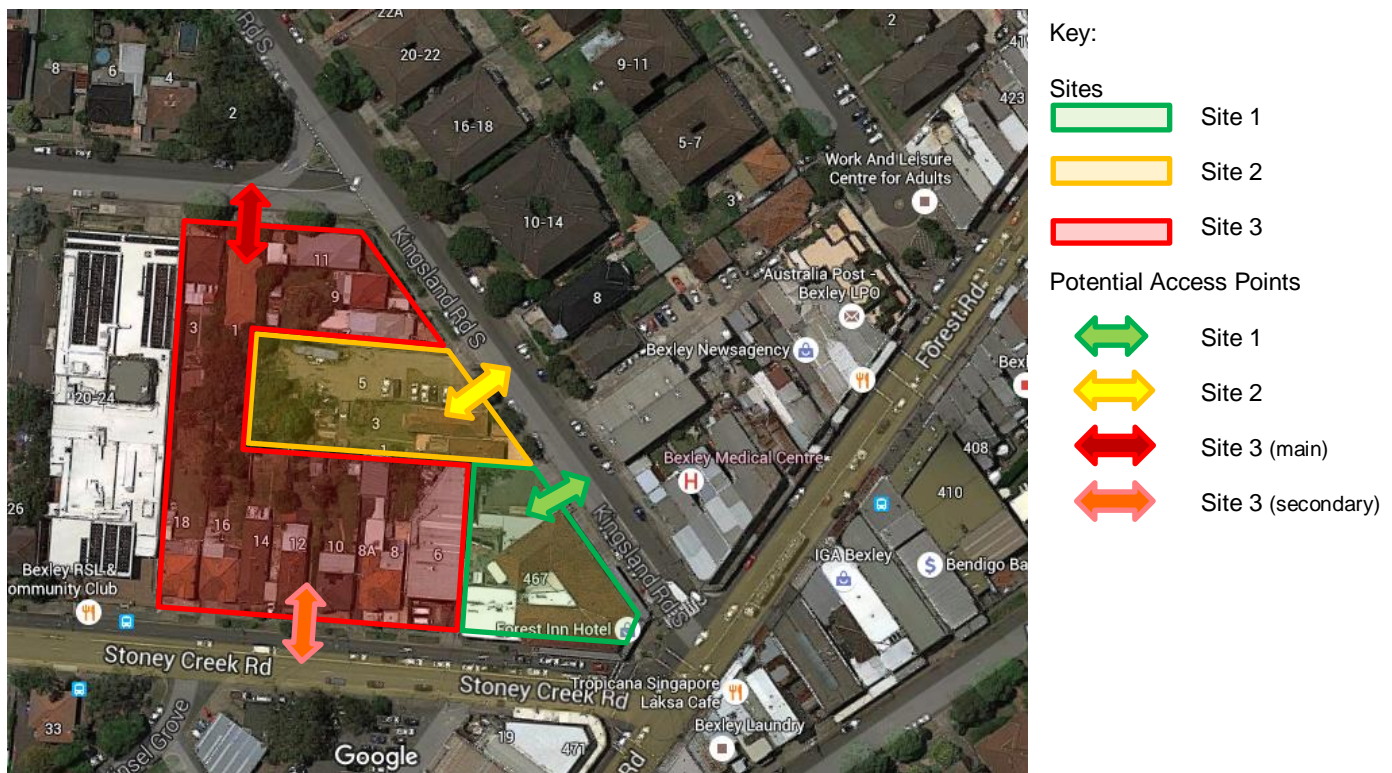 22A
Rd S
20-22
2
419
8
6
4
9-11
423
2
16-18
5-7
Work And Leisure
Centre for Adults
10-14
3
Kingsland Rd S
11
9
Australia Post -
Bexley LPO
8
Forest Rd
3
1
Bexley Newsagency
5
20-24
3
1
408
Bexley Medical Centre
410
18
16
14
12
10
8A
8
6
26
Kingsland Rd S
IGA Bexley
Bendigo Ba
467
Bexley RSL &
ommunity Club
Forest Inn Hotel
Stoney Creek Rd
Stoney Creek Rd
Tropicana Singapore
Laksa Cafe
33
Bexley Laundry
19
471
Google
insel Grove
Rd
Key:
Sites
Site 1
Site 2
Site 3
Potential Access Points
Site 1
Site 2
Site 3 (main)
Site 3 (secondary)